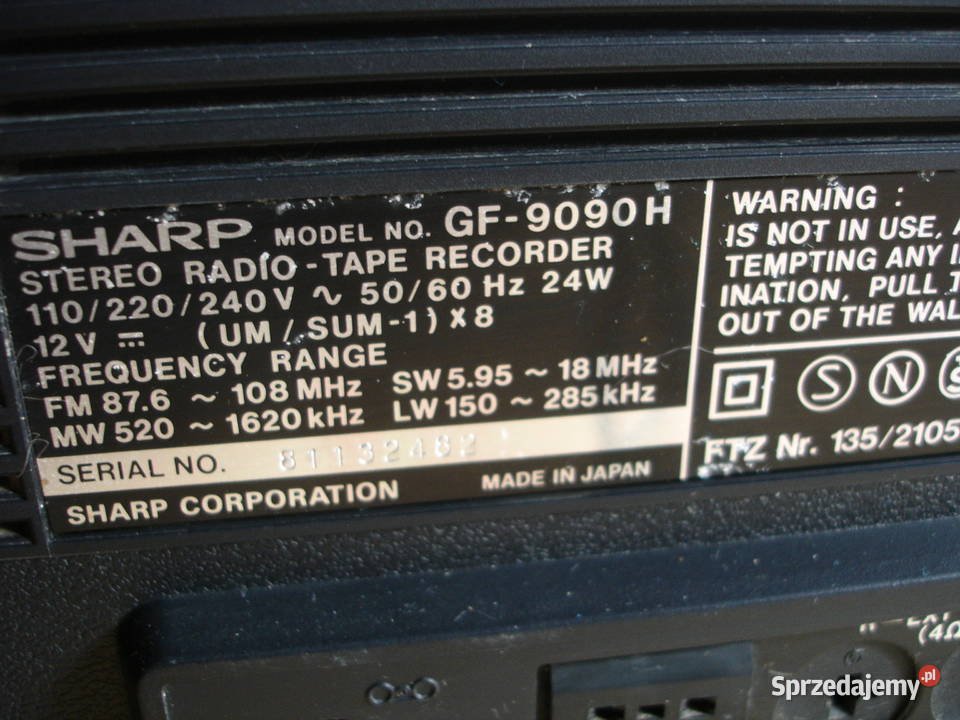 SHARP MODEL NO. GF-9090H
STEREO RADIO-TAPE RECORDER
110/220/240V ~ 50/60 Hz 24W
12V ⎓ (UM/SUM-1) X 8
FREQUENCY RANGE
FM 87.6 ~ 108 MHz SW 5.95 ~ 18 MHz
MW 520 ~ 1620 kHz LW 150 ~ 285 kHz
SERIAL NO. 81132482
SHARP CORPORATION MADE IN JAPAN
WARNING :
IS NOT IN USE,
TEMPTING ANY
INATION, PULL
OUT OF THE
S N S
FTZ Nr. 135/2105
(4Ω
Sprzedajemy.pl